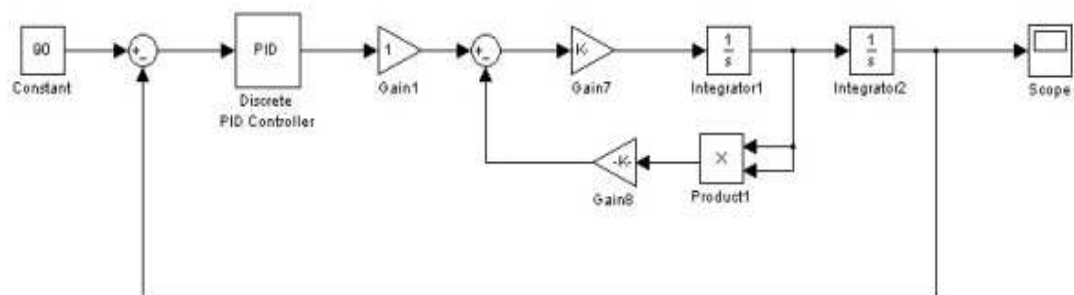 90
Constant
+
−
PID
Discrete
PID Controller
1
Gain1
+
−
K-
Gain7
1
s
Integrator1
1
s
Integrator2
Scope
-K-
Gain8
×
Product1